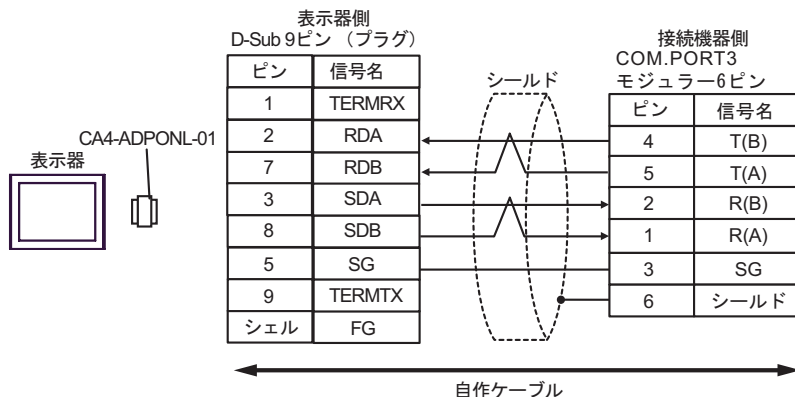 表示器側
D-Sub 9ピン （プラグ）
接続機器側
COM.PORT3
モジュラー6ピン
シールド
CA4-ADPONL-01
表示器
ピン 信号名
1 TERMRX
2 RDA
7 RDB
3 SDA
8 SDB
5 SG
9 TERMTX
シェル FG
ピン 信号名
4 T(B)
5 T(A)
2 R(B)
1 R(A)
3 SG
6 シールド
自作ケーブル